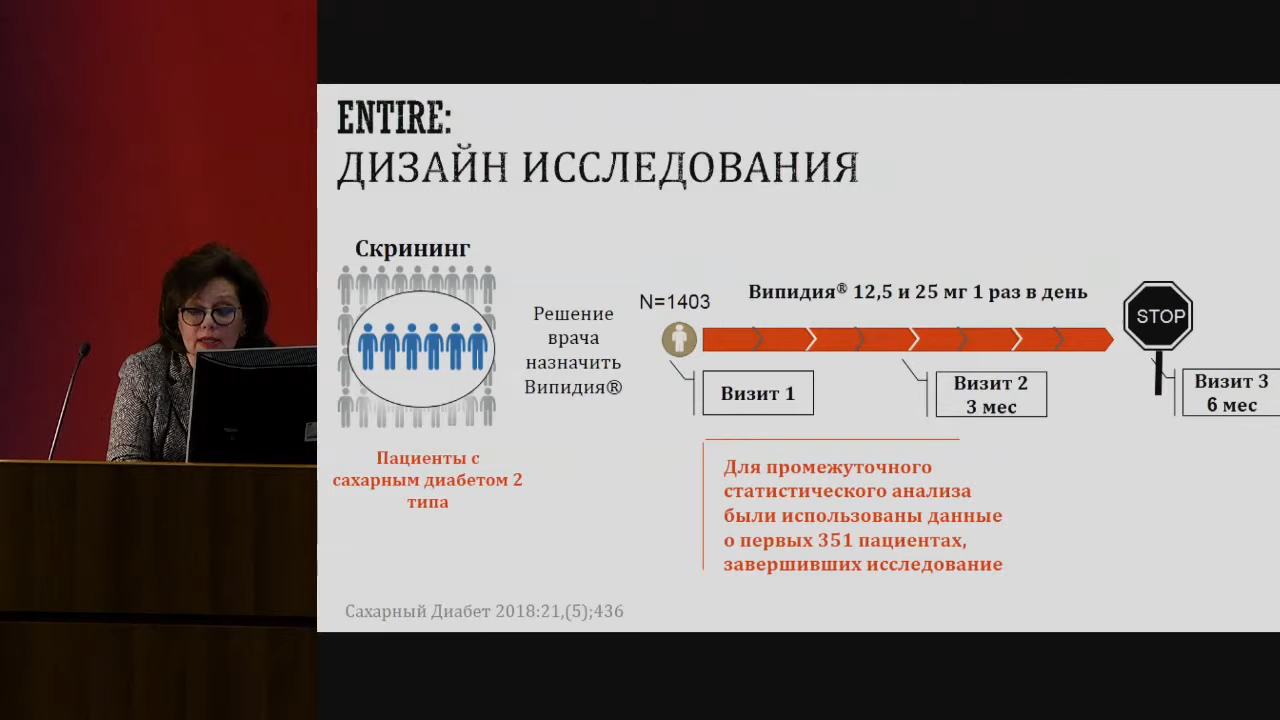 ENTIRE:
ДИЗАЙН ИССЛЕДОВАНИЯ
Скрининг
Пациенты с
сахарным диабетом 2
типа
Решение
врача
назначить
Випидия®
N=1403
Випидия® 12,5 и 25 мг 1 раз в день
STOP
Визит 1
Визит 2
3 мес
Визит 3
6 мес
Для промежуточного
статистического анализа
были использованы данные
о первых 351 пациентах,
завершивших исследование
Сахарный Диабет 2018:21,(5);436